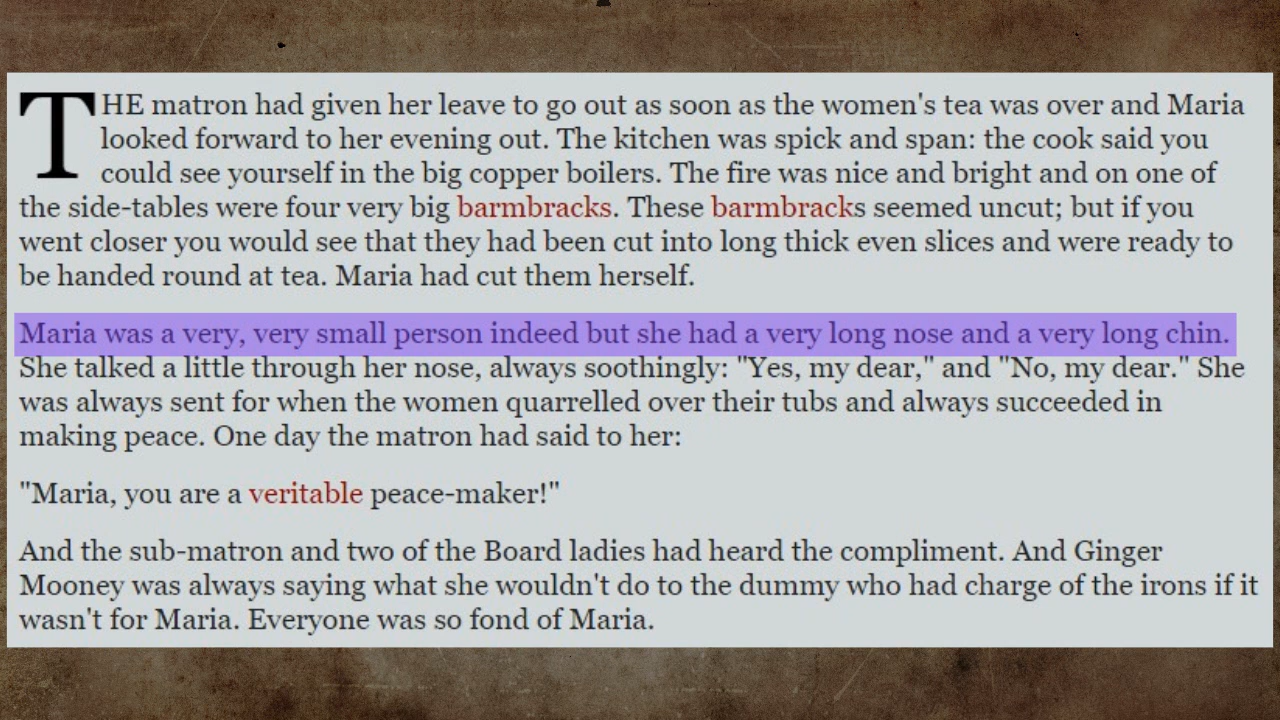 THE matron had given her leave to go out as soon as the women's tea was over and Maria
looked forward to her evening out. The kitchen was spick and span: the cook said you
could see yourself in the big copper boilers. The fire was nice and bright and on one of
the side-tables were four very big barmbracks. These barmbracks seemed uncut; but if you
went closer you would see that they had been cut into long thick even slices and were ready to
be handed round at tea. Maria had cut them herself.
Maria was a very, very small person indeed but she had a very long nose and a very long chin.
She talked a little through her nose, always soothingly: "Yes, my dear," and "No, my dear." She
was always sent for when the women quarrelled over their tubs and always succeeded in
making peace. One day the matron had said to her:
"Maria, you are a veritable peace-maker!"
And the sub-matron and two of the Board ladies had heard the compliment. And Ginger
Mooney was always saying what she wouldn't do to the dummy who had charge of the irons if it
wasn't for Maria. Everyone was so fond of Maria.